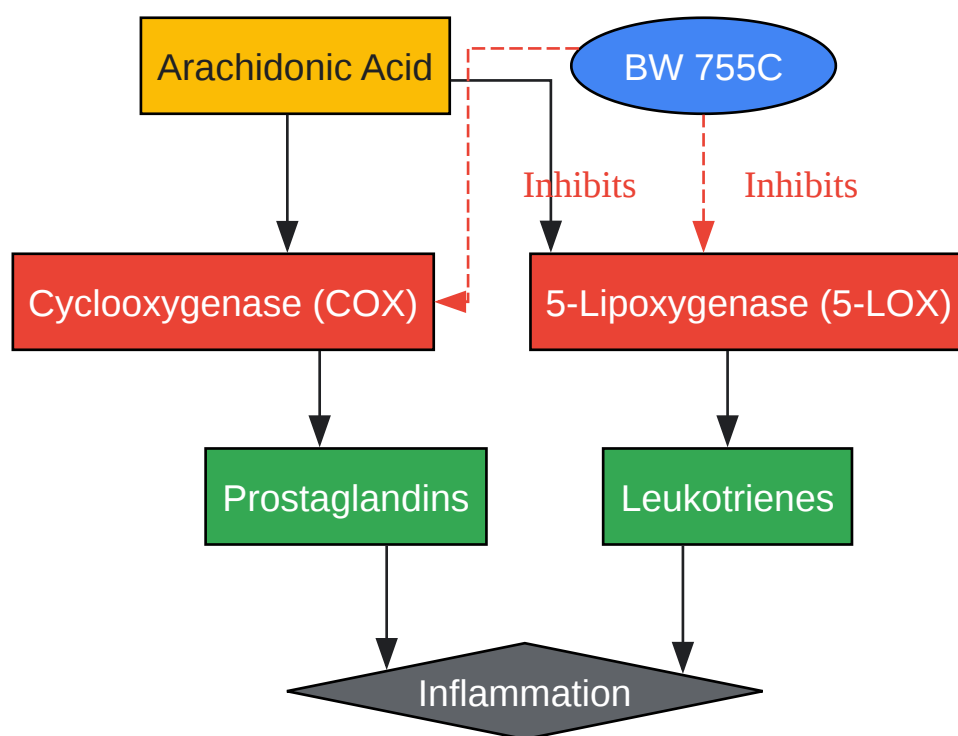 Arachidonic Acid
BW 755C
Inhibits
Inhibits
Cyclooxygenase (COX)
5-Lipoxygenase (5-LOX)
Prostaglandins
Leukotrienes
Inflammation